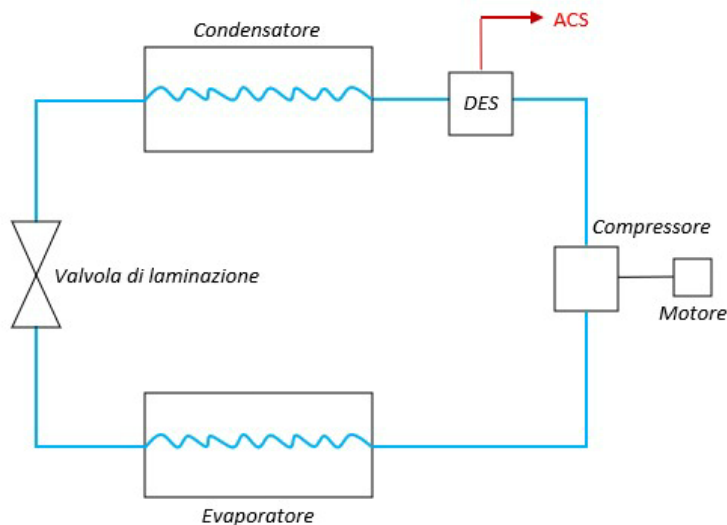 Condensatore
ACS
DES
Compressore
Valvola di laminazione
Motore
Evaporatore